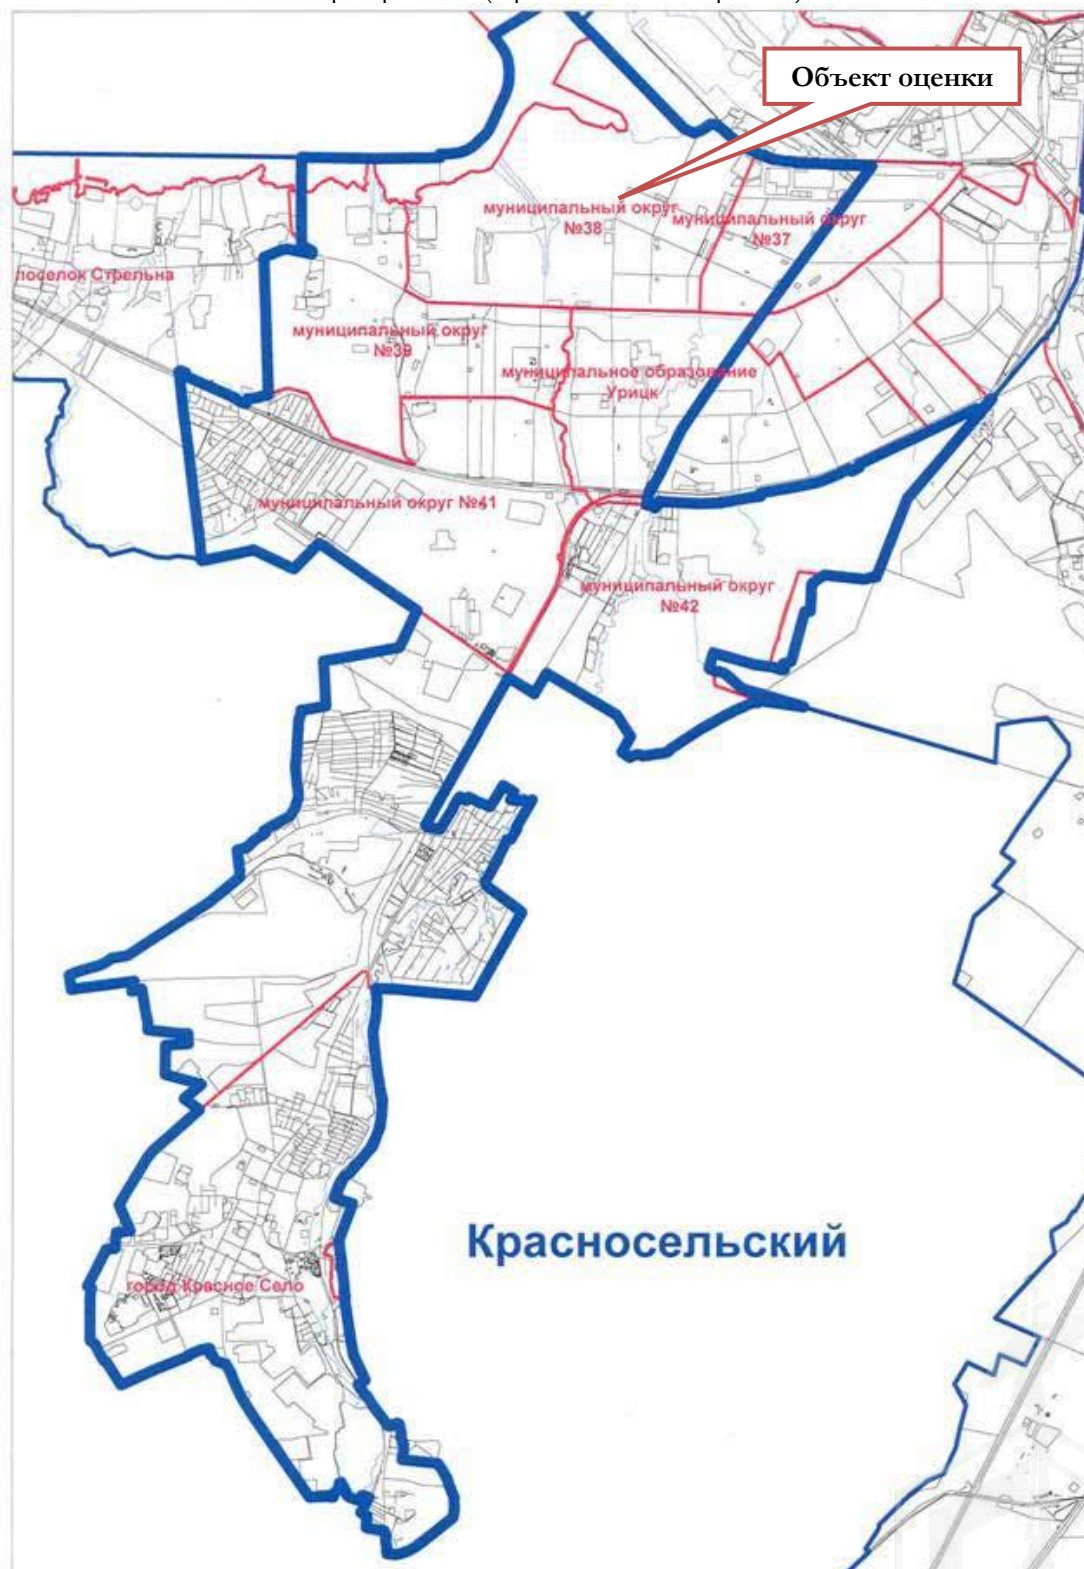 Объект оценки
муниципальный округ
№38
муниципальный округ
№37
поселок Стрельна
муниципальный округ
№39
муниципальное образование
Урицк
муниципальный округ №41
муниципальный округ
№42
Красносельский
город Красное Село